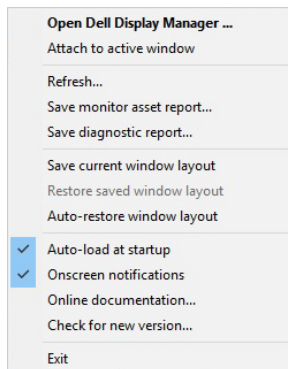 Open Dell Display Manager ...
Attach to active window
Refresh...
Save monitor asset report...
Save diagnostic report...
Save current window layout
Restore saved window layout
Auto-restore window layout
Auto-load at startup
Onscreen notifications
Online documentation...
Check for new version...
Exit